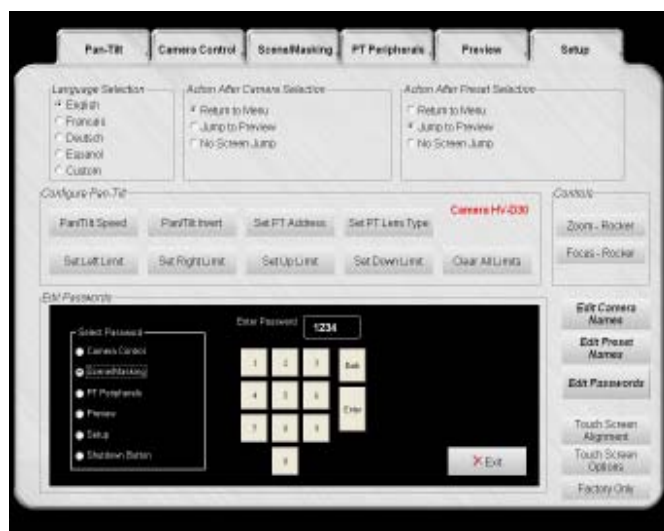 Pan-Tilt Camera Control Scene/Masking PT Peripherals Preview Setup
Language Selection
English
Francais
Deutsch
Espanol
Custom
Action After Camera Selection
Return to Menu
Jump to Preview
No Screen Jump
Action After Preset Selection
Return to Menu
Jump to Preview
No Screen Jump
Configure Pan-Tilt
Camera HV-D30
Pan/Tilt Speed Pan/Tilt Invert Set PT Address Set PT Lens Type
Set Left Limit Set Right Limit Set Up Limit Set Down Limit Clear All Limits
Controls
Zoom - Rocker
Focus - Rocker
Edit Passwords
Select Password
Camera Control
Scene/Masking
PT Peripherals
Preview
Setup
Shutdown Button
Enter Password 1234
1 2 3 Back
4 5 6 Enter
7 8 9
0
X Exit
Edit Camera
Names
Edit Preset
Names
Edit Passwords
Touch Screen
Alignment
Touch Screen
Options
Factory Only